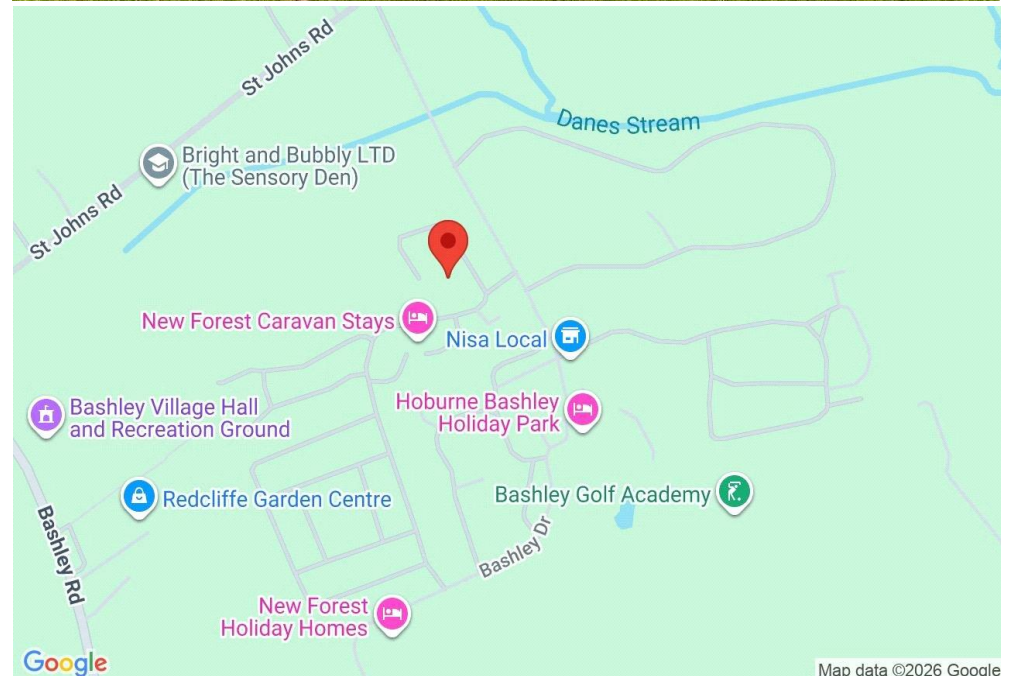 St Johns Rd
Danes Stream
Bright and Bubbly LTD
(The Sensory Den)
St Johns Rd
New Forest Caravan Stays
Nisa Local
Hoburne Bashley
Holiday Park
Bashley Village Hall
and Recreation Ground
Redcliffe Garden Centre
Bashley Golf Academy
Bashley Rd
Bashley Dr
New Forest
Holiday Homes
Google
Map data ©2026 Google